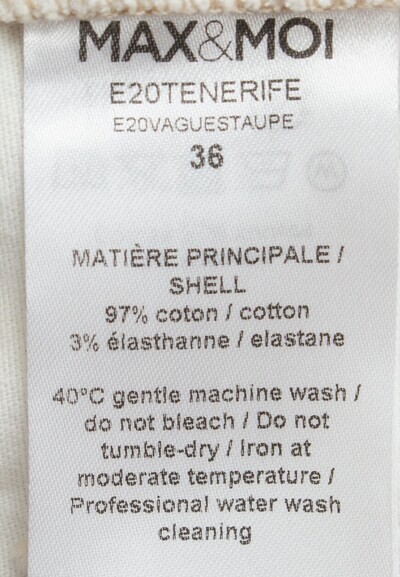 MAX&MOI
E20TENERIFE
E20VAGUESTAUPE
36
MATIÈRE PRINCIPALE /
SHELL
97% coton / cotton
3% élasthanne / elastane
40°C gentle machine wash /
do not bleach / Do not
tumble-dry / Iron at
moderate temperature /
Professional water wash
cleaning